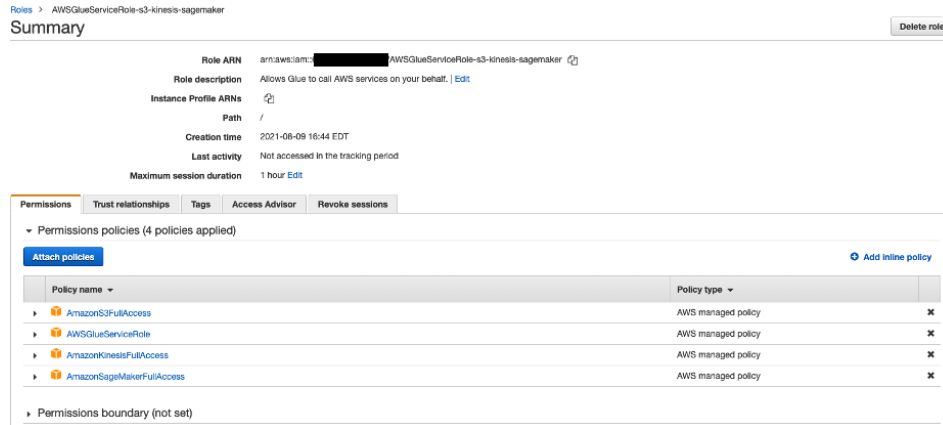 Roles > AWSGlueServiceRole-s3-kinesis-sagemaker
Summary
Delete role
Role ARN arn:aws:iam:: /AWSGlueServiceRole-s3-kinesis-sagemaker
Role description Allows Glue to call AWS services on your behalf. | Edit
Instance Profile ARNs
Path /
Creation time 2021-08-09 16:44 EDT
Last activity Not accessed in the tracking period
Maximum session duration 1 hour Edit
Permissions Trust relationships Tags Access Advisor Revoke sessions
Permissions policies (4 policies applied)
Attach policies Add inline policy
Policy name Policy type
AmazonS3FullAccess AWS managed policy
AWSGlueServiceRole AWS managed policy
AmazonKinesisFullAccess AWS managed policy
AmazonSageMakerFullAccess AWS managed policy
Permissions boundary (not set)